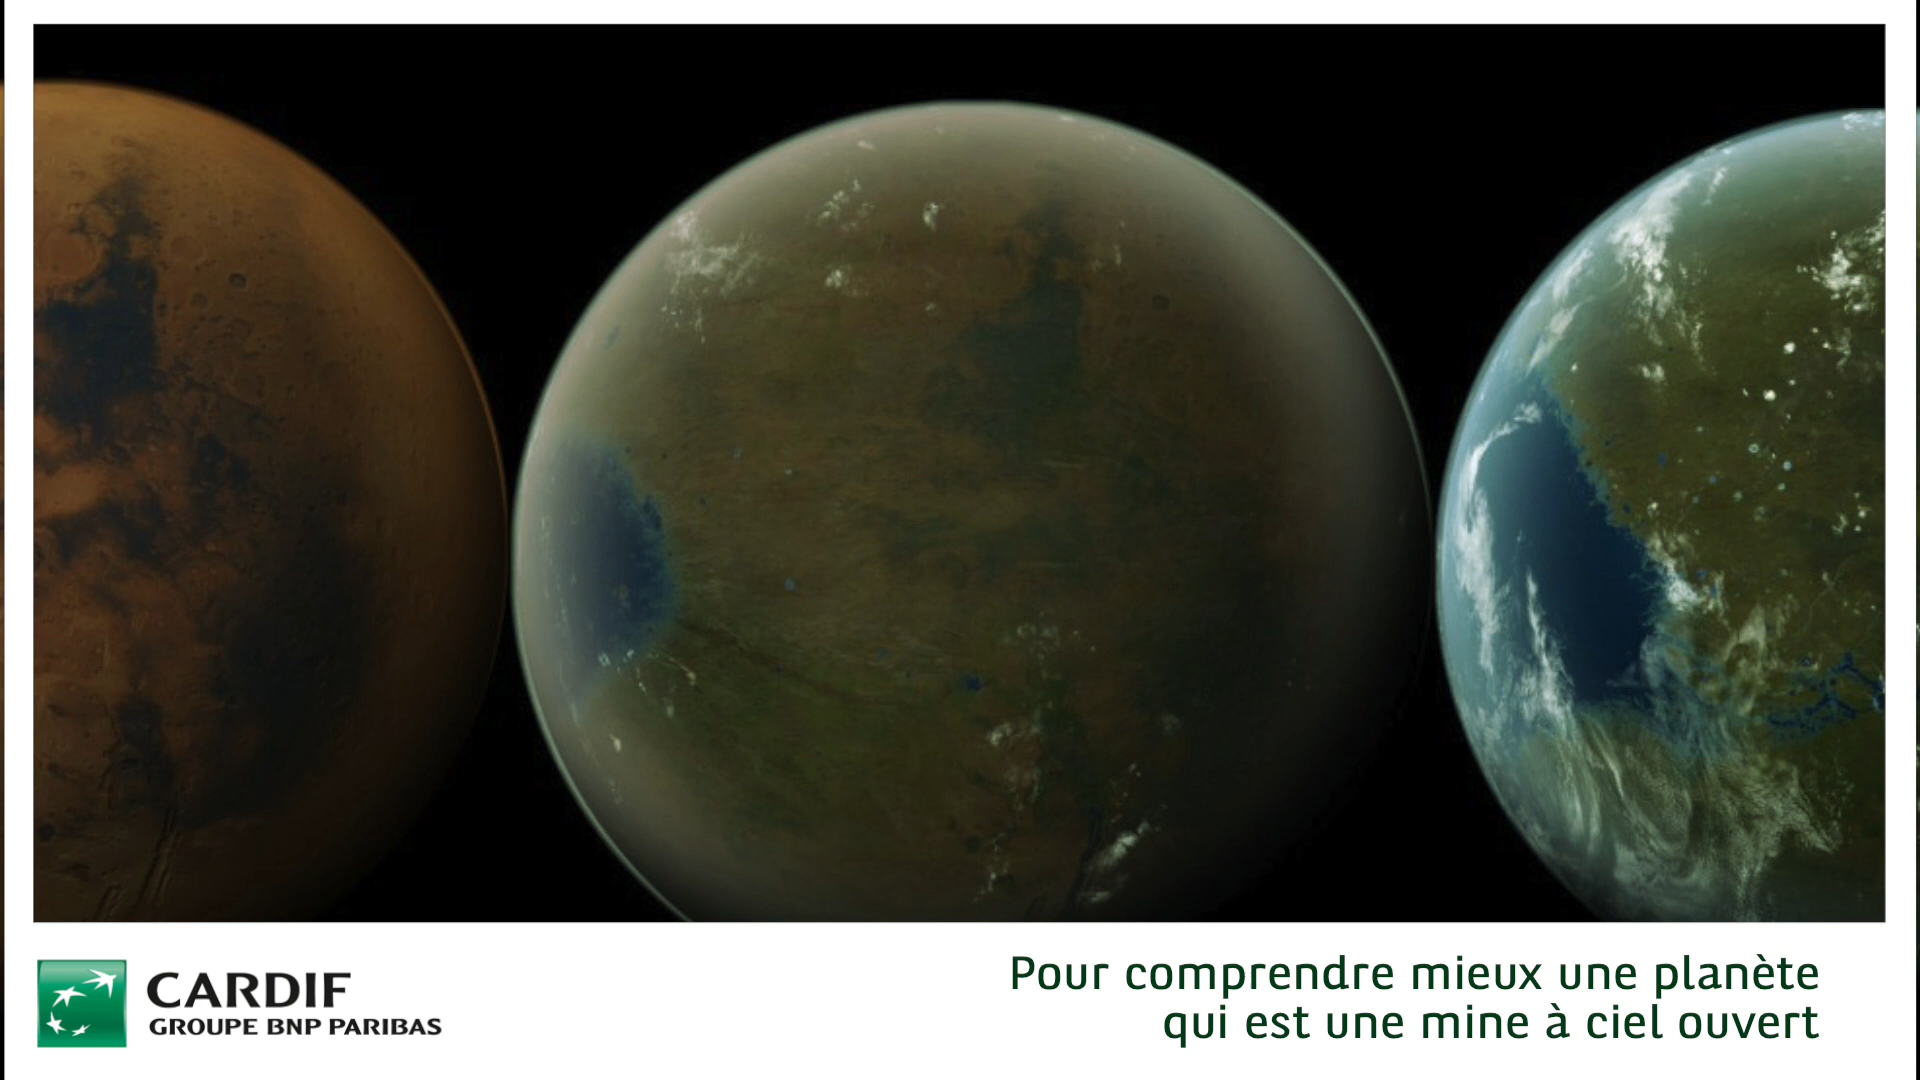 CARDIF
GROUPE BNP PARIBAS
Pour comprendre mieux une planète
qui est une mine à ciel ouvert